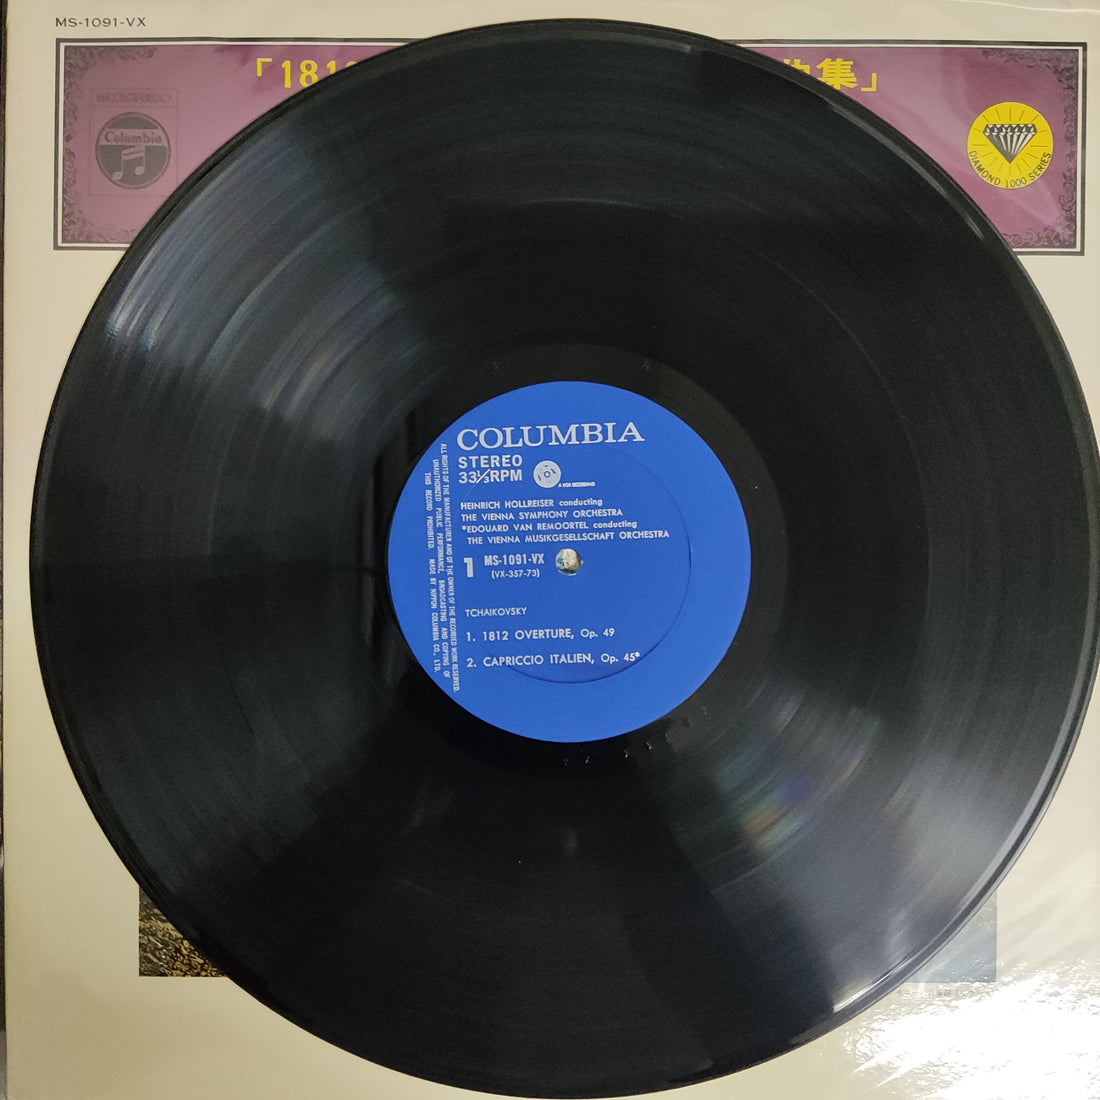 MS-1091-VX
「181
曲集」
STEREO
Columbia
DIAMOND 1000 SERIES
COLUMBIA
STEREO
33⅓RPM
A VOX RECORDING
HEINRICH HOLLREISER conducting
THE VIENNA SYMPHONY ORCHESTRA
*EDOUARD VAN REMOORTEL conducting
THE VIENNA MUSIKGESELLSCHAFT ORCHESTRA
1 MS-1091-VX
(VX-357-73)
TCHAIKOVSKY
1. 1812 OVERTURE, Op. 49
2. CAPRICCIO ITALIEN, Op. 45*
ALL RIGHTS OF THE MANUFACTURER AND OF THE OWNER OF THE RECORDED WORK RESERVED.
UNAUTHORIZED PUBLIC PERFORMANCE, BROADCASTING AND COPYING OF
THIS RECORD PROHIBITED. MADE BY NIPPON COLUMBIA CO., LTD.